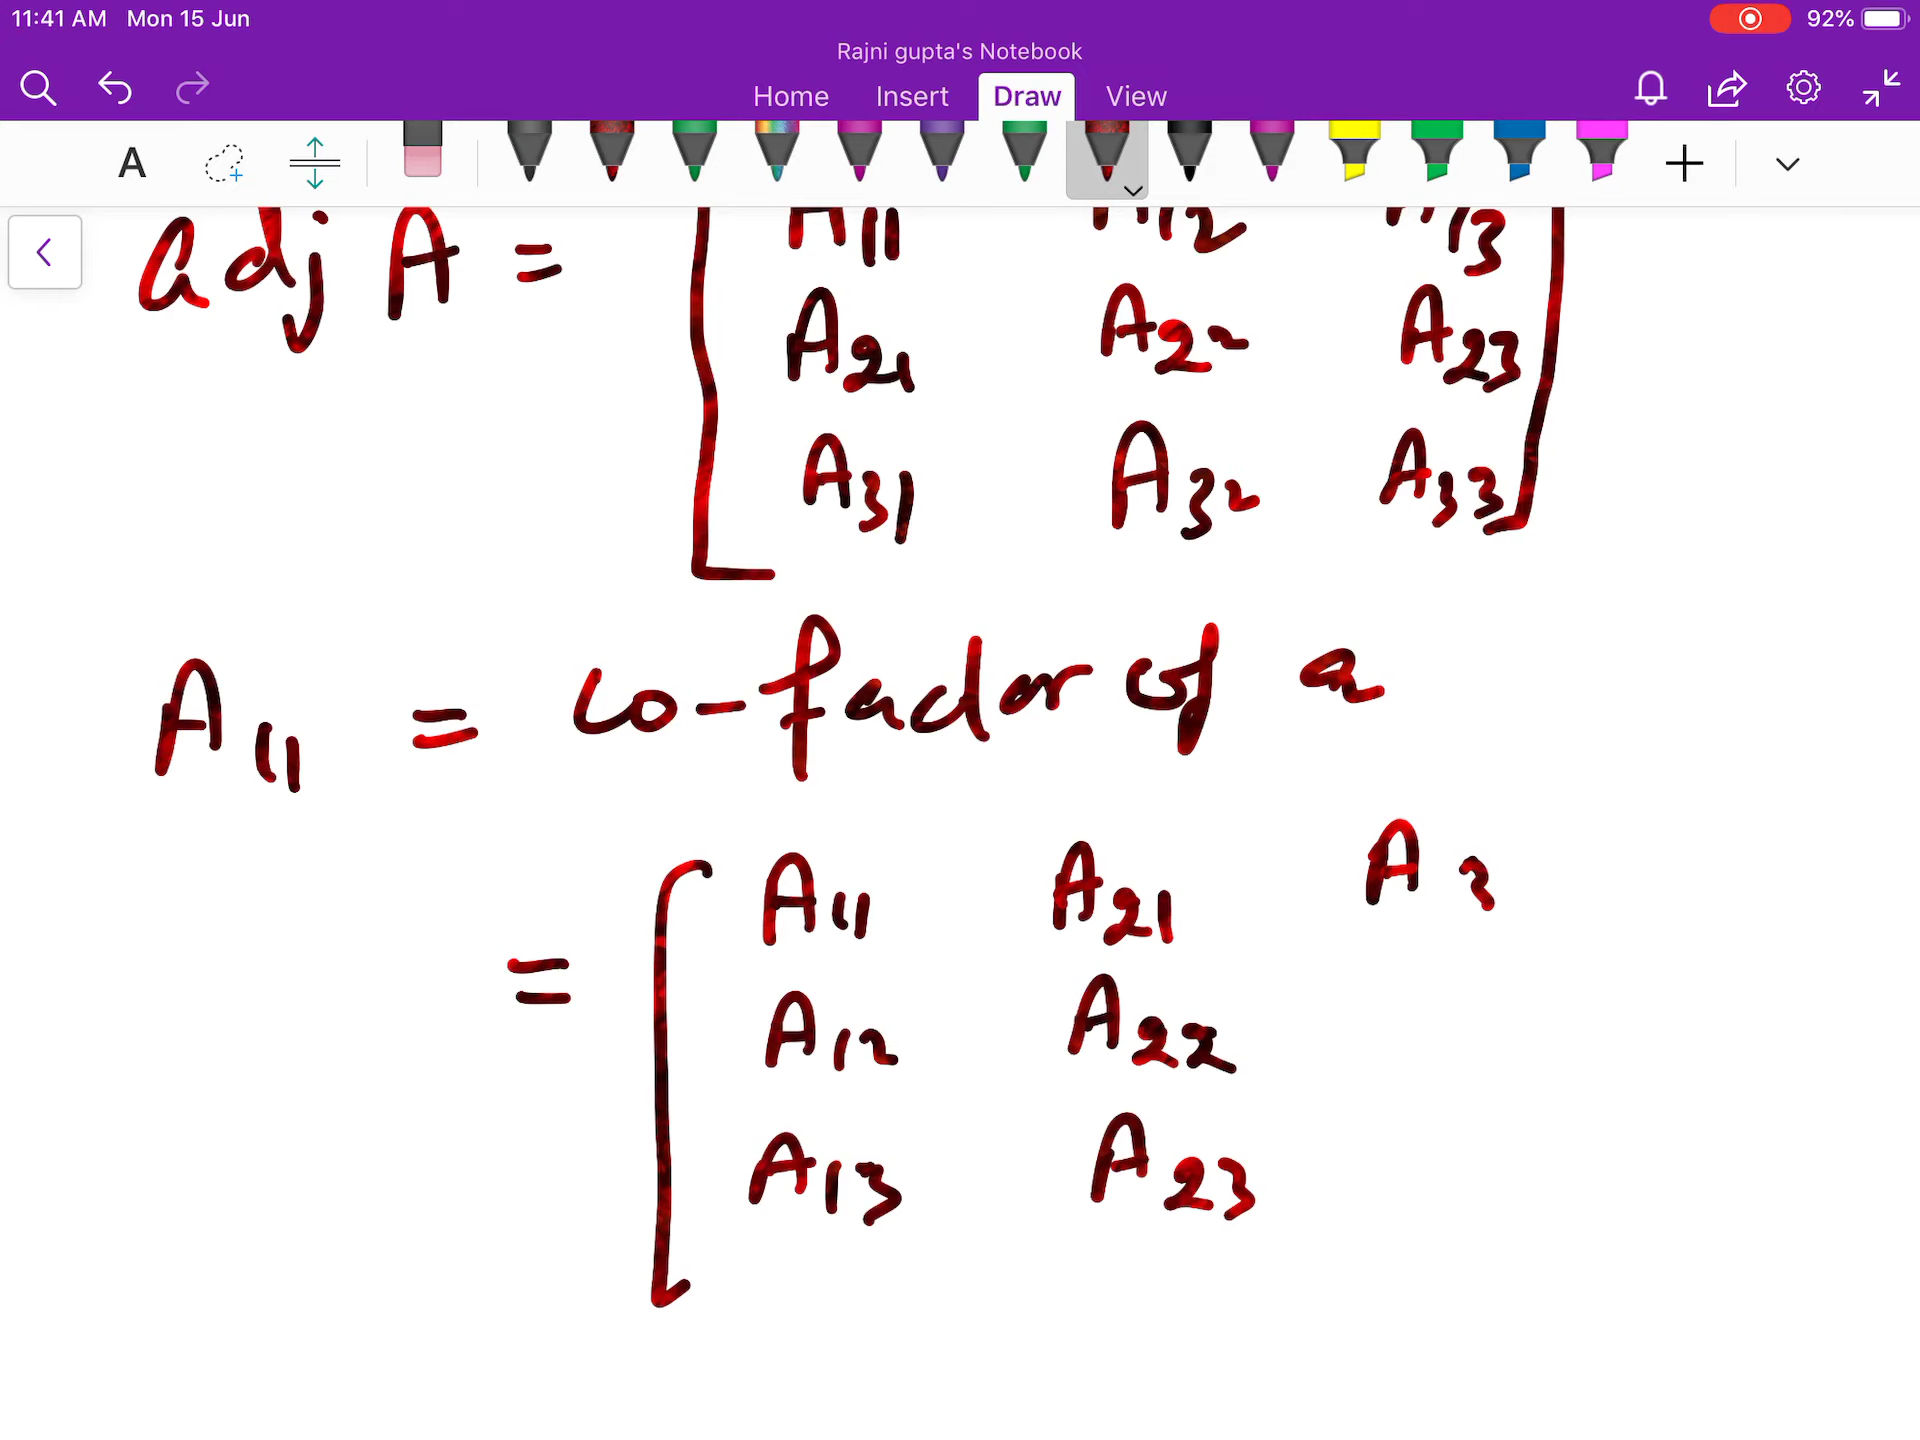 11:41 AM Mon 15 Jun 92%
Rajni gupta's Notebook
Home Insert Draw View
A
adj A = A11 A12 A13
A21 A22 A23
A31 A32 A33
A11 = co-factor of a
A11 A21 A3
= A12 A22
A13 A23